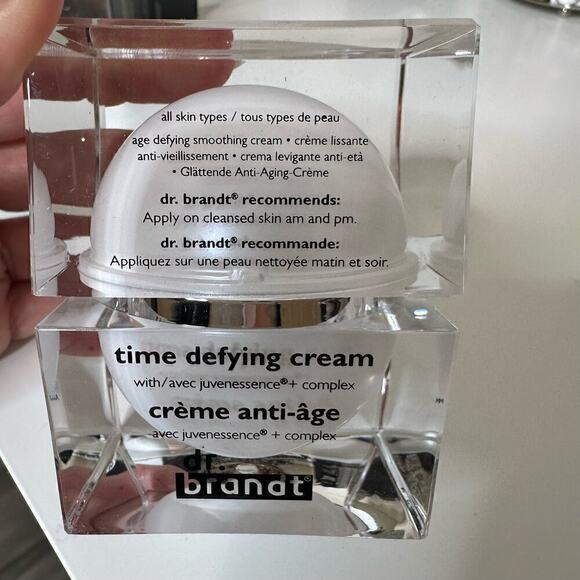 all skin types / tous types de peau
age defying smoothing cream • crème lissante
anti-vieillissement • crema levigante anti-età
• Glättende Anti-Aging-Crème
dr. brandt® recommends:
Apply on cleansed skin am and pm.
dr. brandt® recommande:
Appliquez sur une peau nettoyée matin et soir.
time defying cream
with/avec juvenessence®+ complex
crème anti-âge
avec juvenessence® + complex
dr.
brandt®